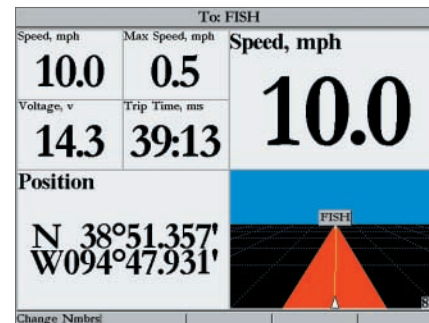 To: FISH
Speed, mph
10.0
Max Speed, mph
0.5
Speed, mph
10.0
Voltage, v
14.3
Trip Time, ms
39:13
Position
N 38°51.357'
W094°47.931'
FISH
8
Change Nmbrs